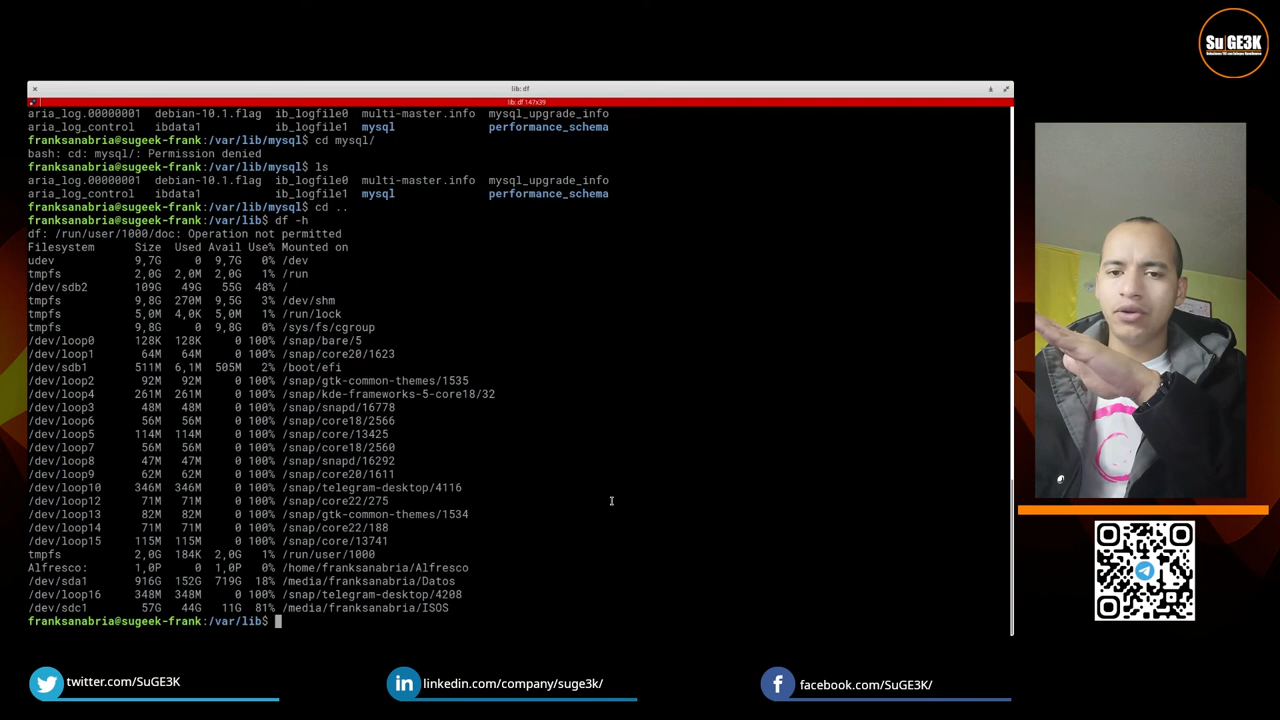 SuGE3K
lib: df
lib: df 147x39
aria_log.00000001 debian-10.1.flag ib_logfile0 multi-master.info mysql_upgrade_info
aria_log_control ibdata1 ib_logfile1 mysql performance_schema
franksanabria@sugeek-frank:/var/lib/mysql$ cd mysql/
bash: cd: mysql/: Permission denied
franksanabria@sugeek-frank:/var/lib/mysql$ ls
aria_log.00000001 debian-10.1.flag ib_logfile0 multi-master.info mysql_upgrade_info
aria_log_control ibdata1 ib_logfile1 mysql performance_schema
franksanabria@sugeek-frank:/var/lib/mysql$ cd ..
franksanabria@sugeek-frank:/var/lib$ df -h
df: /run/user/1000/doc: Operation not permitted
Filesystem Size Used Avail Use% Mounted on
udev 9,7G 0 9,7G 0% /dev
tmpfs 2,0G 2,0M 2,0G 1% /run
/dev/sdb2 109G 49G 55G 48% /
tmpfs 9,8G 270M 9,5G 3% /dev/shm
tmpfs 5,0M 4,0K 5,0M 1% /run/lock
tmpfs 9,8G 0 9,8G 0% /sys/fs/cgroup
/dev/loop0 128K 128K 0 100% /snap/bare/5
/dev/loop1 64M 64M 0 100% /snap/core20/1623
/dev/sdb1 511M 6,1M 505M 2% /boot/efi
/dev/loop2 92M 92M 0 100% /snap/gtk-common-themes/1535
/dev/loop4 261M 261M 0 100% /snap/kde-frameworks-5-core18/32
/dev/loop3 48M 48M 0 100% /snap/snapd/16778
/dev/loop6 56M 56M 0 100% /snap/core18/2566
/dev/loop5 114M 114M 0 100% /snap/core/13425
/dev/loop7 56M 56M 0 100% /snap/core18/2560
/dev/loop8 47M 47M 0 100% /snap/snapd/16292
/dev/loop9 62M 62M 0 100% /snap/core20/1611
/dev/loop10 346M 346M 0 100% /snap/telegram-desktop/4116
/dev/loop12 71M 71M 0 100% /snap/core22/275
/dev/loop13 82M 82M 0 100% /snap/gtk-common-themes/1534
/dev/loop14 71M 71M 0 100% /snap/core22/188
/dev/loop15 115M 115M 0 100% /snap/core/13741
tmpfs 2,0G 184K 2,0G 1% /run/user/1000
Alfresco: 1,0P 0 1,0P 0% /home/franksanabria/Alfresco
/dev/sda1 916G 152G 719G 18% /media/franksanabria/Datos
/dev/loop16 348M 348M 0 100% /snap/telegram-desktop/4208
/dev/sdc1 57G 44G 11G 81% /media/franksanabria/ISOS
franksanabria@sugeek-frank:/var/lib$
twitter.com/SuGE3K
linkedin.com/company/suge3k/
facebook.com/SuGE3K/